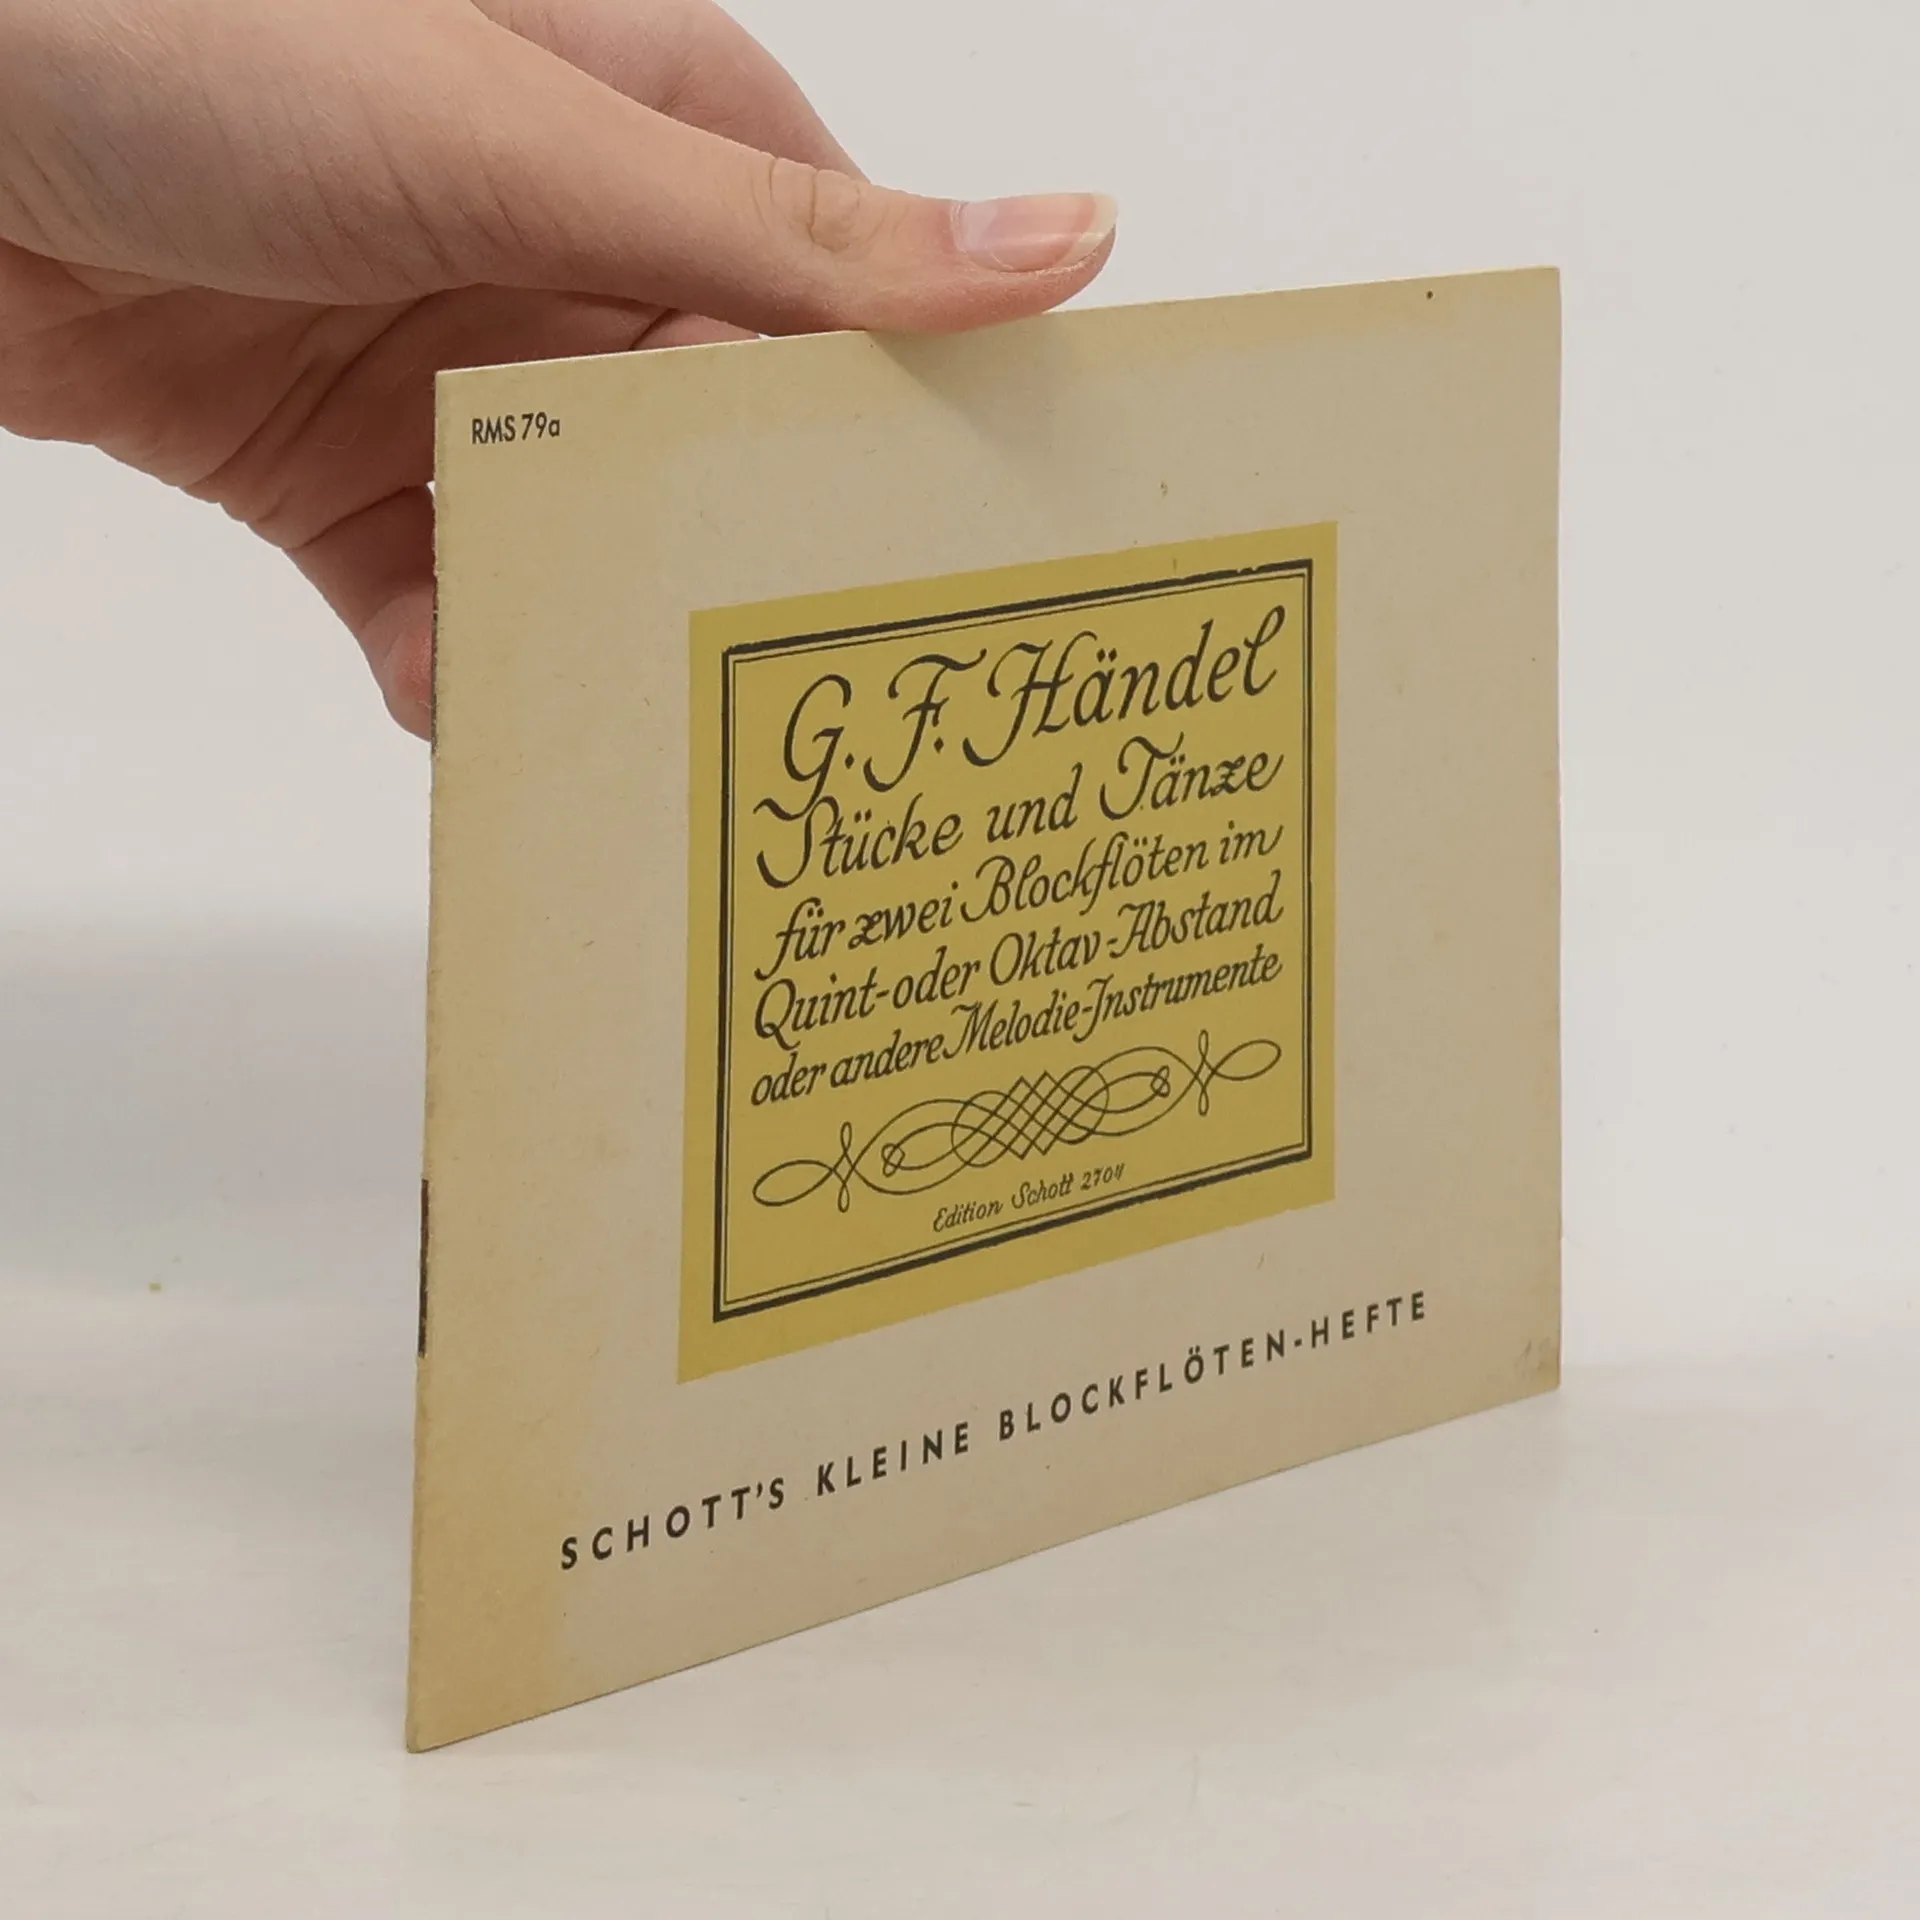 RMS 79a
G. F. Händel
Stücke und Tänze
für zwei Blockflöten im
Quint- oder Oktav-Abstand
oder andere Melodie-Instrumente
Edition Schott 2704
SCHOTT'S KLEINE BLOCKFLÖTEN-HEFTE